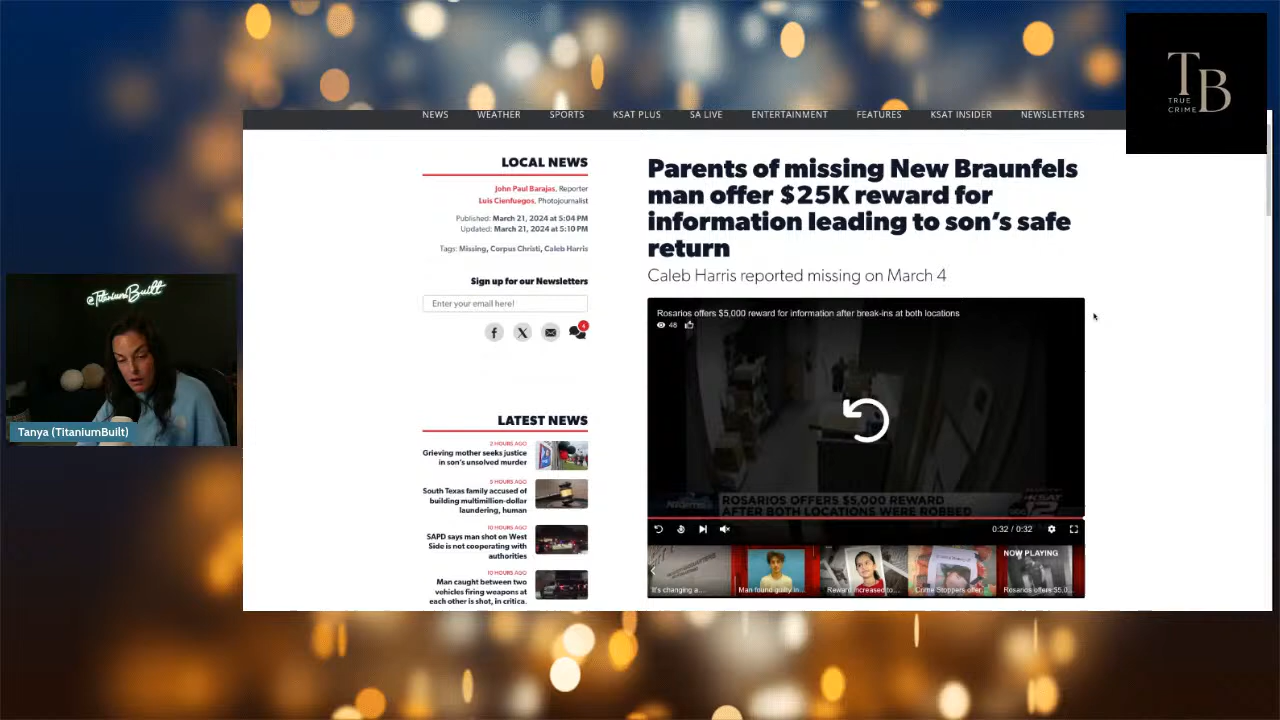 TB
TRUE
CRIME
NEWS WEATHER SPORTS KSAT PLUS SA LIVE ENTERTAINMENT FEATURES KSAT INSIDER NEWSLETTERS
LOCAL NEWS
John Paul Barajas, Reporter
Luis Cienfuegos, Photojournalist
Published: March 21, 2024 at 5:04 PM
Updated: March 21, 2024 at 5:10 PM
Tags: Missing, Corpus Christi, Caleb Harris
Sign up for our Newsletters
Enter your email here!
4
LATEST NEWS
2 HOURS AGO
Grieving mother seeks justice
in son's unsolved murder
5 HOURS AGO
South Texas family accused of
building multimillion-dollar
laundering, human
10 HOURS AGO
SAPD says man shot on West
Side is not cooperating with
authorities
10 HOURS AGO
Man caught between two
vehicles firing weapons at
each other is shot, in critica.
Parents of missing New Braunfels
man offer $25K reward for
information leading to son's safe
return
Caleb Harris reported missing on March 4
Rosarios offers $5,000 reward for information after break-ins at both locations
48
ROSARIOS OFFERS $5,000 REWARD
AFTER BOTH LOCATIONS WERE ROBBED
KSAT
12
0:32 / 0:32
NOW PLAYING
It's changing a...
Man found guilty in...
Reward increased to...
Crime Stoppers offer...
Rosarios offers $5,0...
@TitaniumBuilt
Tanya (TitaniumBuilt)